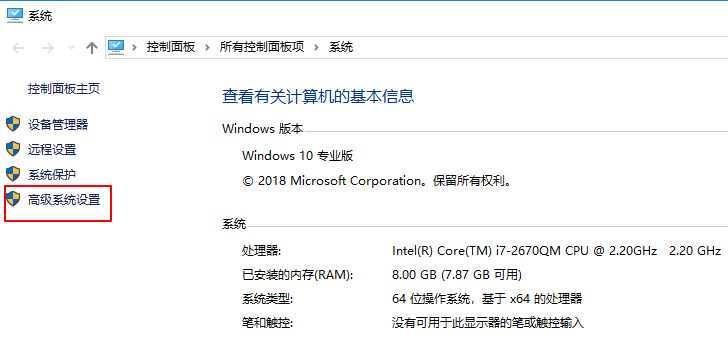 系统
控制面板 所有控制面板项 系统
控制面板主页
设备管理器
远程设置
系统保护
高级系统设置
查看有关计算机的基本信息
Windows 版本
Windows 10 专业版
© 2018 Microsoft Corporation。保留所有权利。
系统
处理器: Intel(R) Core(TM) i7-2670QM CPU @ 2.20GHz 2.20 GHz
已安装的内存(RAM): 8.00 GB (7.87 GB 可用)
系统类型: 64 位操作系统，基于 x64 的处理器
笔和触控: 没有可用于此显示器的笔或触控输入